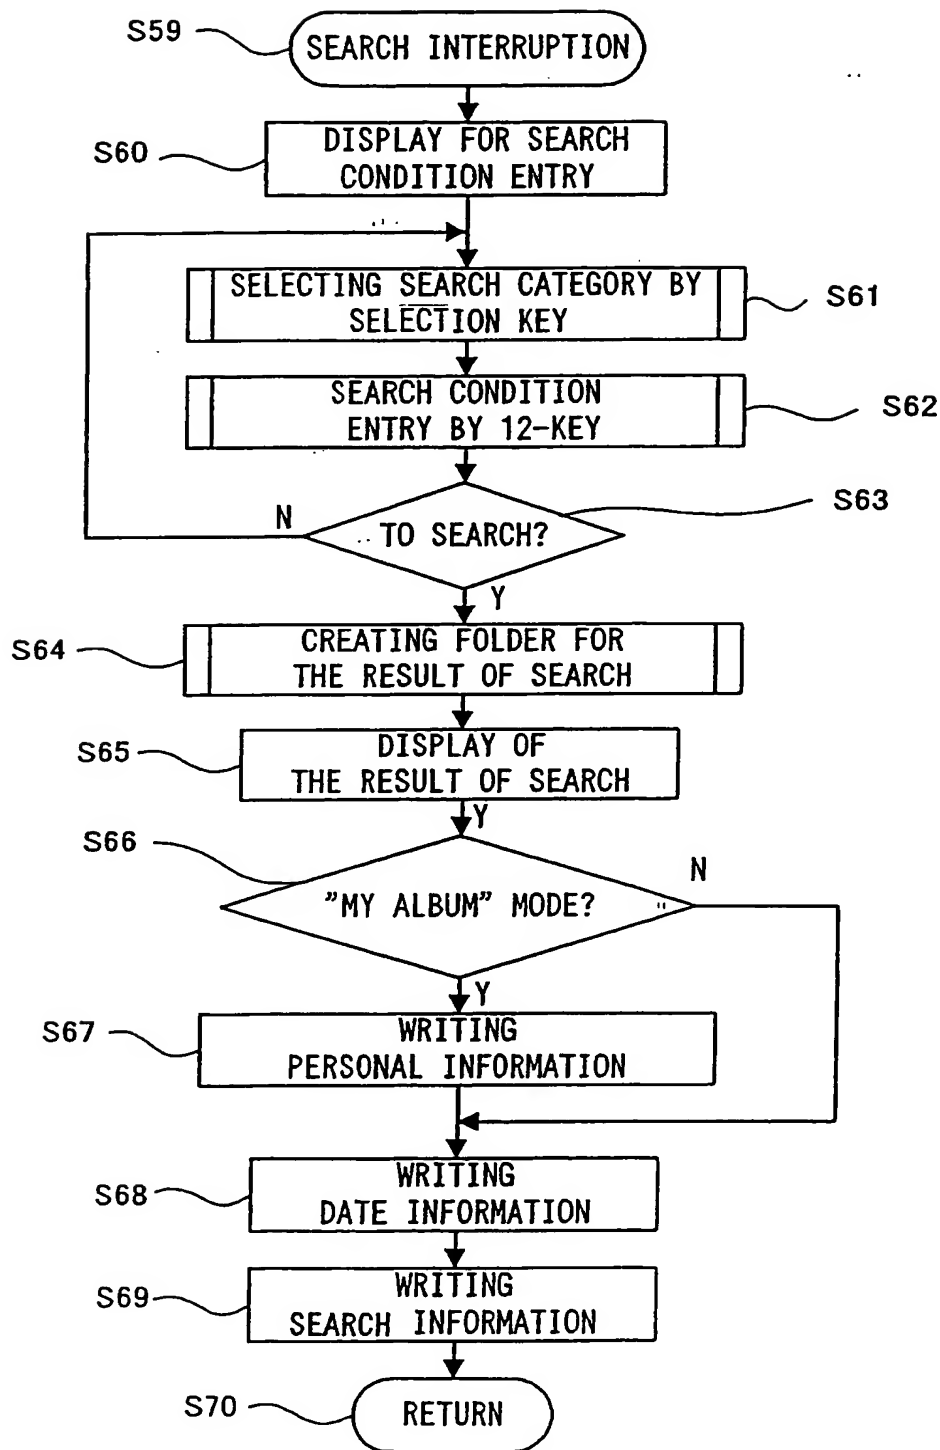 S59
SEARCH INTERRUPTION
S60
DISPLAY FOR SEARCH
CONDITION ENTRY
SELECTING SEARCH CATEGORY BY
SELECTION KEY
S61
SEARCH CONDITION
ENTRY BY 12-KEY
S62
S63
N
TO SEARCH?
Y
S64
CREATING FOLDER FOR
THE RESULT OF SEARCH
S65
DISPLAY OF
THE RESULT OF SEARCH
Y
S66
N
"MY ALBUM" MODE?
Y
S67
WRITING
PERSONAL INFORMATION
S68
WRITING
DATE INFORMATION
S69
WRITING
SEARCH INFORMATION
S70
RETURN